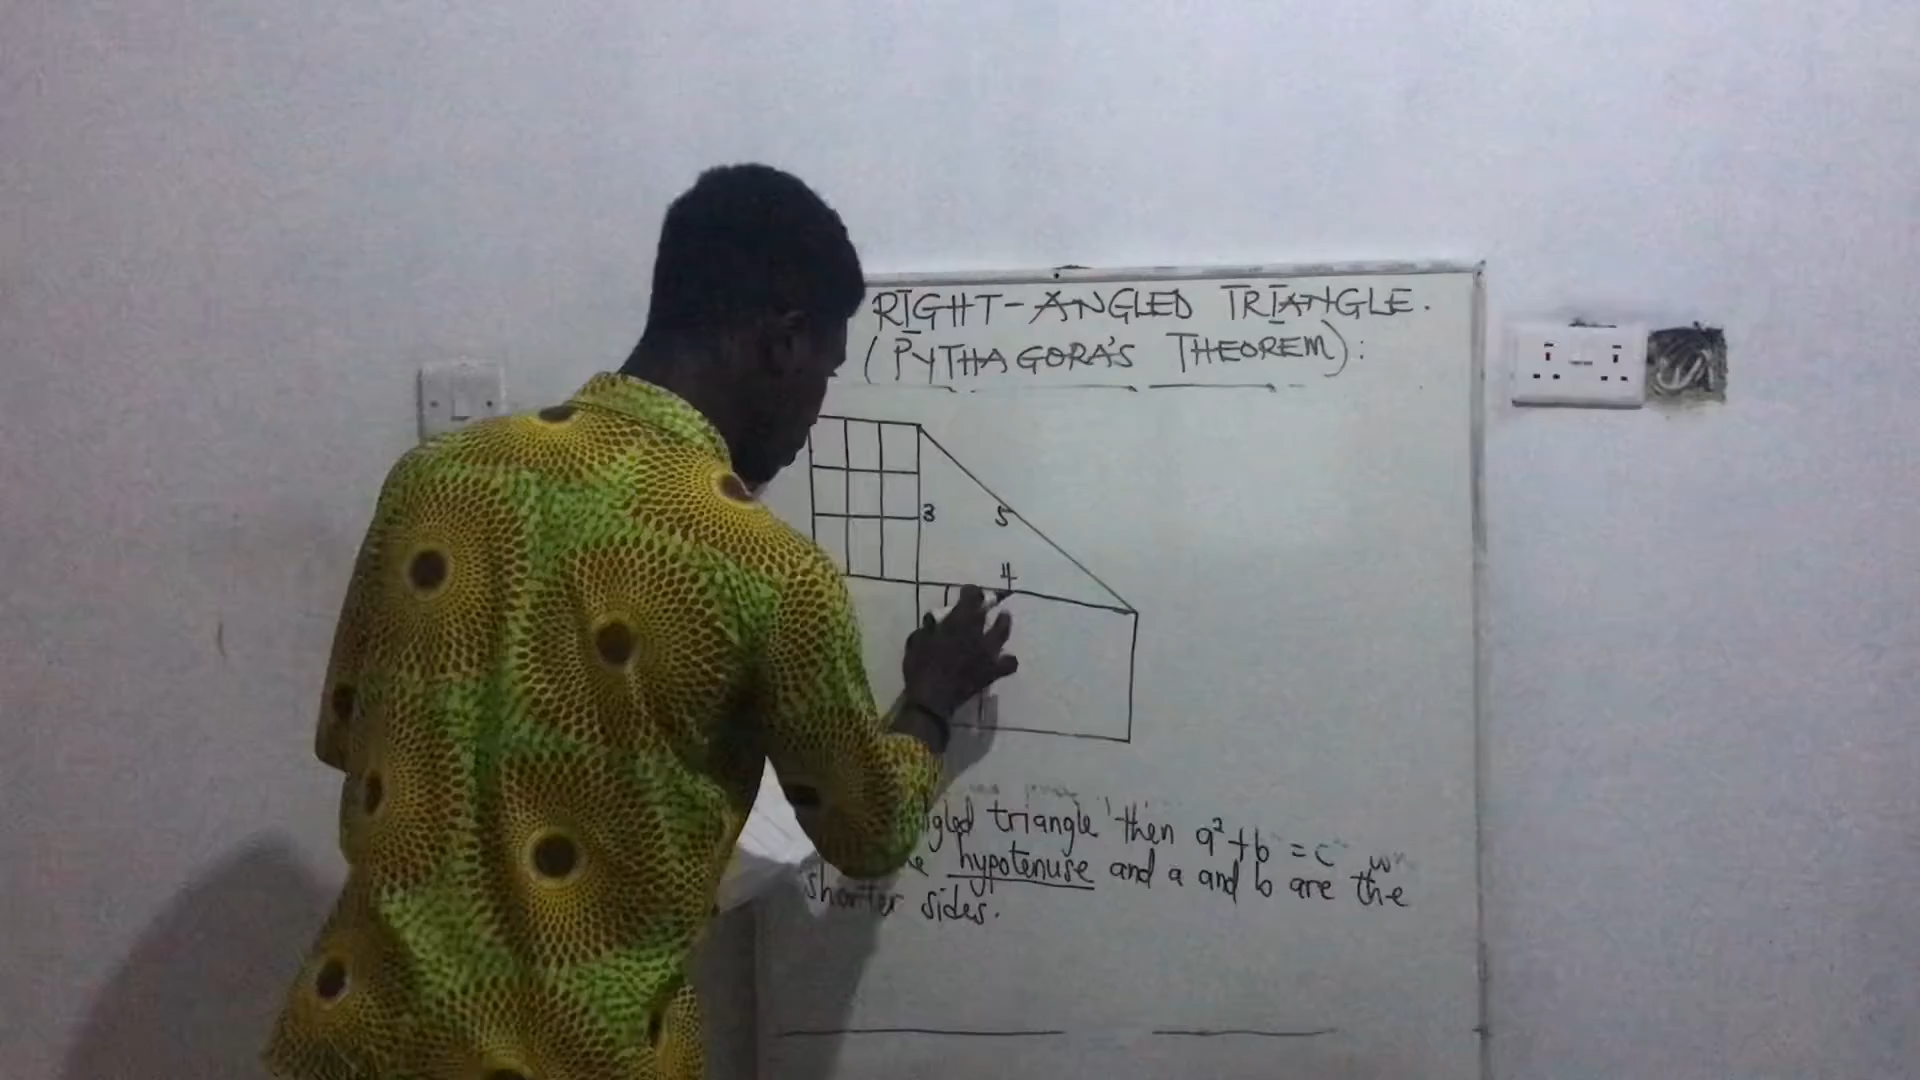 RIGHT-ANGLED TRIANGLE.
(PYTHAGORA'S THEOREM):
3
5
4
triangle then a²+b = c
hypotenuse and a and b are the
shorter sides.